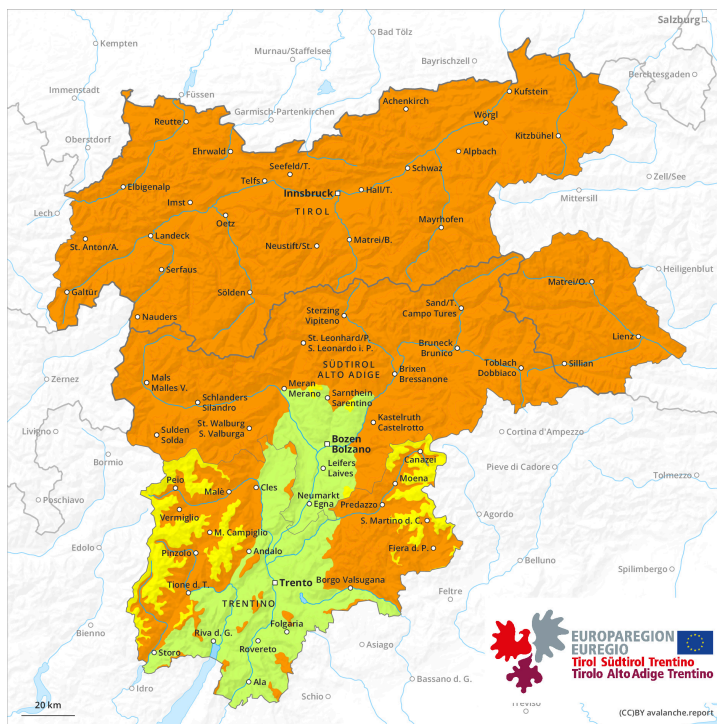 Salzburg
Kempten
Bad Tölz
Murnau/Staffelsee
Bayrischzell
Berchtesgaden
Immenstadt
Füssen
Garmisch-Partenkirchen
Achenkirch
Kufstein
Reutte
Wörgl
Oberstdorf
Kitzbühel
Ehrwald
Alpbach
Seefeld/T.
Schwaz
Zell/See
Telfs
Elbigenalp
Innsbruck
Hall/T.
Mittersill
Imst
TIROL
Lech
Oetz
Mayrhofen
Landeck
St. Anton/A.
Neustift/St.
Matrei/B.
Serfaus
Heiligenblut
Galtür
Sölden
Matrei/O.
Nauders
Sterzing
Vipiteno
Sand/T.
Campo Tures
St. Leonhard/P.
S. Leonardo i. P.
Bruneck
Brunico
Lienz
SÜDTIROL
ALTO ADIGE
Brixen
Bressanone
Toblach
Dobbiaco
Sillian
Zernez
Mals
Malles V.
Meran
Merano
Sarnthein
Sarentino
Schlanders
Silandro
Kastelruth
Castelrotto
Livigno
Sulden
Solda
St. Walburg
S. Valburga
Bozen
Bolzano
Cortina d'Ampezzo
Bormio
Canazei
Pieve di Cadore
Leifers
Laives
Tolmezzo
Poschiavo
Peio
Malè
Cles
Moena
Neumarkt
Egna
Predazzo
Vermiglio
S. Martino d. C.
Agordo
M. Campiglio
Edolo
Pinzolo
Andalo
Fiera d. P.
Belluno
Spilimbergo
Trento
Borgo Valsugana
Tione d. T.
Feltre
TRENTINO
Bienno
Folgaria
Riva d. G.
Rovereto
Asiago
Storo
Bassano d. G.
Idro
Ala
Schio
Treviso
EUROPAREGION
EUREGIO
Tirol Südtirol Trentino
Tirolo Alto Adige Trentino
20 km
(CC)BY avalanche.report